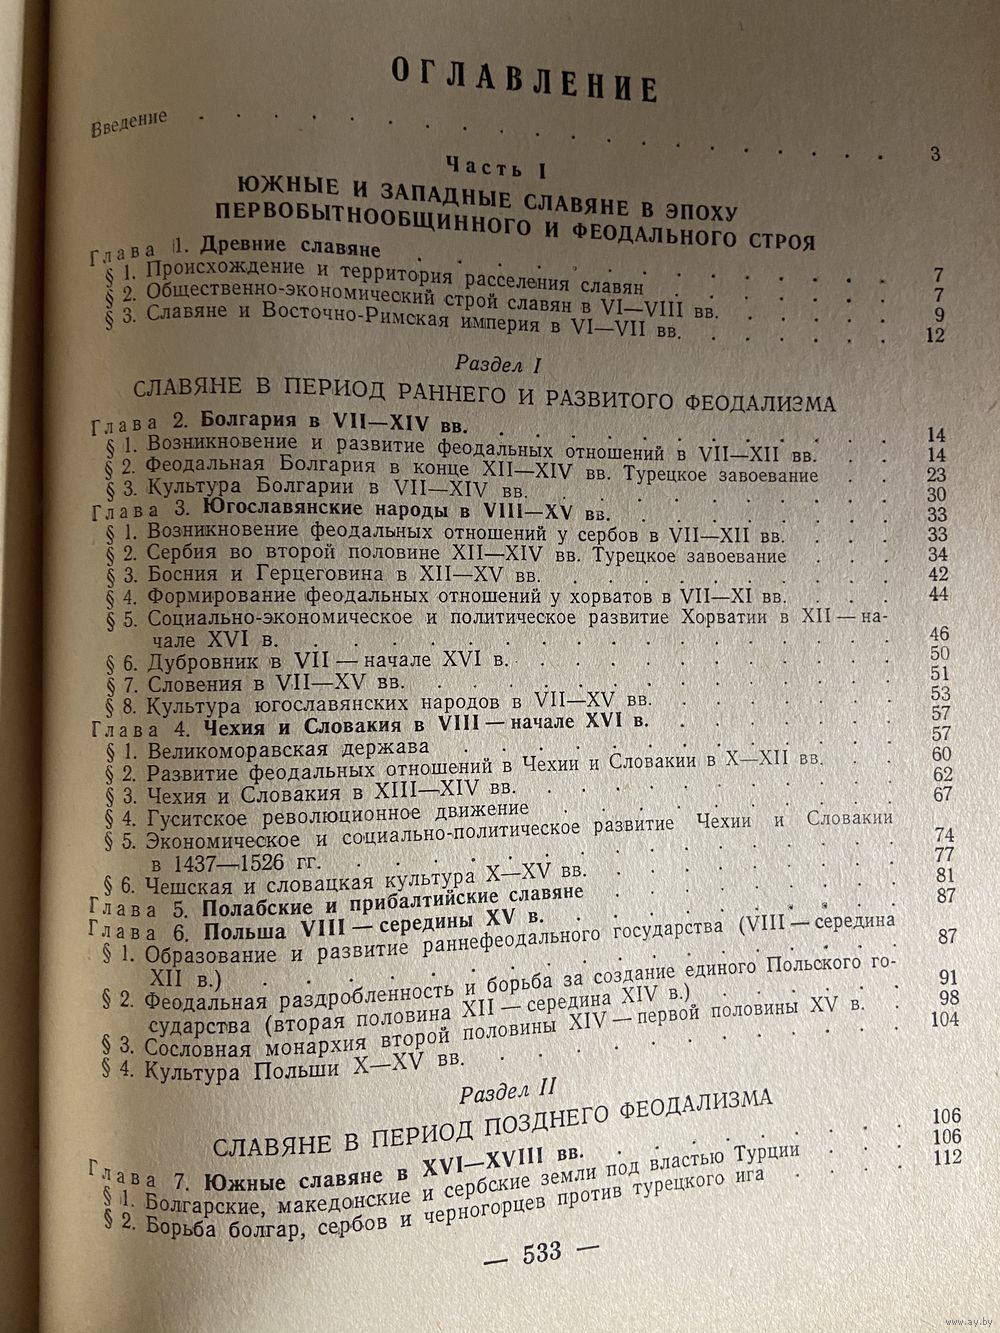 ОГЛАВЛЕНИЕ
Введение . . . . . . . . . . . . . . . . . . 3
Часть I
ЮЖНЫЕ И ЗАПАДНЫЕ СЛАВЯНЕ В ЭПОХУ
ПЕРВОБЫТНООБЩИННОГО И ФЕОДАЛЬНОГО СТРОЯ
Глава 1. Древние славяне . . . . . . . . . . . 7
§ 1. Происхождение и территория расселения славян . . . . . 7
§ 2. Общественно-экономический строй славян в VI—VIII вв. . . . . 9
§ 3. Славяне и Восточно-Римская империя в VI—VII вв. . . . . . 12
Раздел I
СЛАВЯНЕ В ПЕРИОД РАННЕГО И РАЗВИТОГО ФЕОДАЛИЗМА
Глава 2. Болгария в VII—XIV вв. . . . . . . . . . 14
§ 1. Возникновение и развитие феодальных отношений в VII—XII вв. . . 14
§ 2. Феодальная Болгария в конце XII—XIV вв. Турецкое завоевание . . 23
§ 3. Культура Болгарии в VII—XIV вв. . . . . . . . . 30
Глава 3. Югославянские народы в VIII—XV вв. . . . . . . 33
§ 1. Возникновение феодальных отношений у сербов в VII—XII вв. . . . 33
§ 2. Сербия во второй половине XII—XIV вв. Турецкое завоевание . . . 34
§ 3. Босния и Герцеговина в XII—XV вв. . . . . . . . . 42
§ 4. Формирование феодальных отношений у хорватов в VII—XI вв. . . . 44
§ 5. Социально-экономическое и политическое развитие Хорватии в XII — на-
чале XVI в. . . . . . . . . . . . . . . . 46
§ 6. Дубровник в VII — начале XVI в. . . . . . . . . . 50
§ 7. Словения в VII—XV вв. . . . . . . . . . . . 51
§ 8. Культура югославянских народов в VII—XV вв. . . . . . 53
Глава 4. Чехия и Словакия в VIII — начале XVI в. . . . . . 57
§ 1. Великоморавская держава . . . . . . . . . . . 57
§ 2. Развитие феодальных отношений в Чехии и Словакии в X—XII вв. . . 60
§ 3. Чехия и Словакия в XIII—XIV вв. . . . . . . . . 62
§ 4. Гуситское революционное движение . . . . . . . . 67
§ 5. Экономическое и социально-политическое развитие Чехии и Словакии
в 1437—1526 гг. . . . . . . . . . . . . . 74
§ 6. Чешская и словацкая культура X—XV вв. . . . . . . . 77
Глава 5. Полабские и прибалтийские славяне . . . . . . . 81
Глава 6. Польша VIII — середины XV в. . . . . . . . . 87
§ 1. Образование и развитие раннефеодального государства (VIII — середина
XII в.) . . . . . . . . . . . . . . . 87
§ 2. Феодальная раздробленность и борьба за создание единого Польского го-
сударства (вторая половина XII — середина XIV в.) . . . . . 91
§ 3. Сословная монархия второй половины XIV — первой половины XV в. . 98
§ 4. Культура Польши X—XV вв. . . . . . . . . . . 104
Раздел II
СЛАВЯНЕ В ПЕРИОД ПОЗДНЕГО ФЕОДАЛИЗМА
Глава 7. Южные славяне в XVI—XVIII вв. . . . . . . . . 106
§ 1. Болгарские, македонские и сербские земли под властью Турции . . . 106
§ 2. Борьба болгар, сербов и черногорцев против турецкого ига . . . 112
— 533 —
www.ay.by